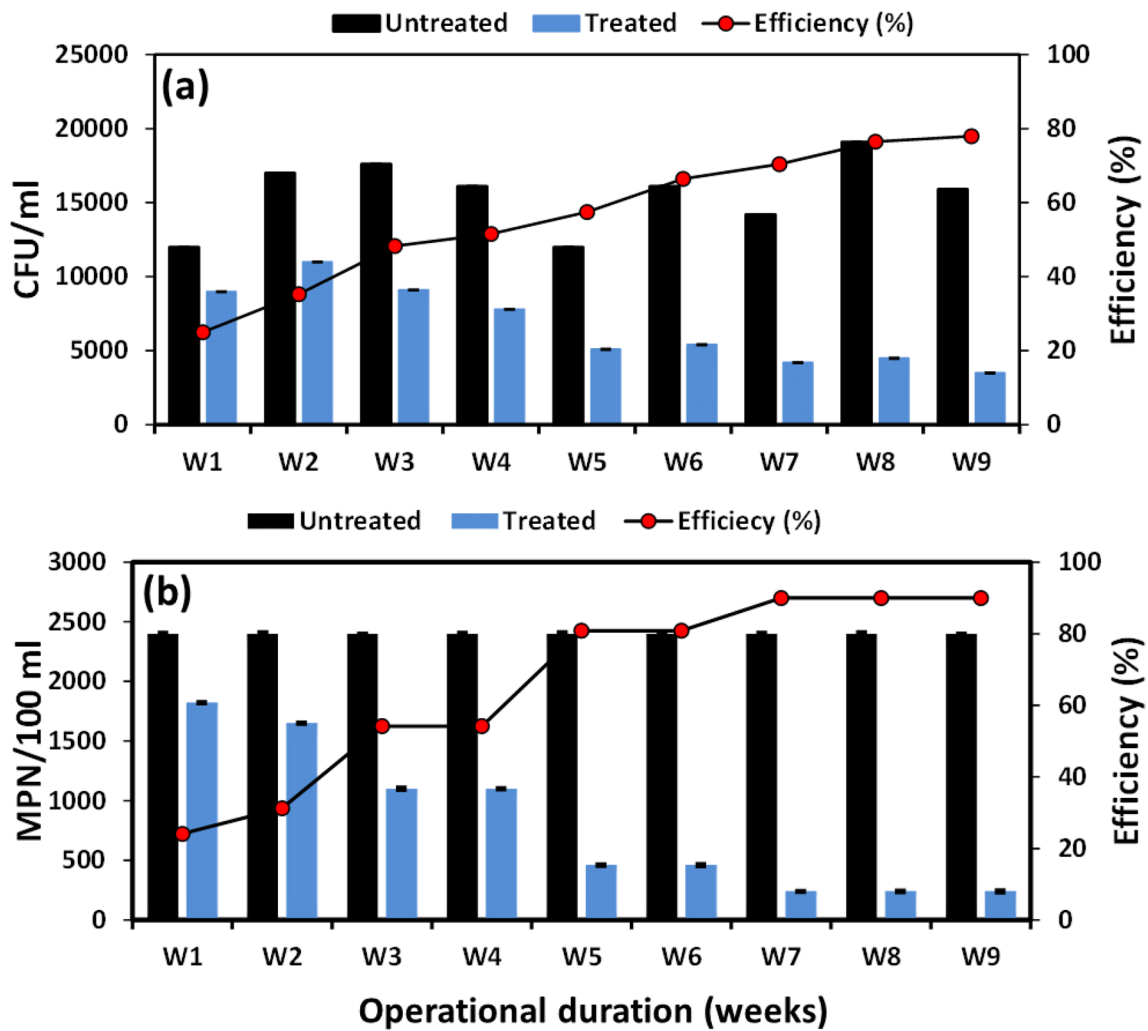 Untreated Treated Efficiency (%)
(a)
25000
20000
15000
10000
5000
0
CFU/ml
100
80
60
40
20
0
Efficiency (%)
W1 W2 W3 W4 W5 W6 W7 W8 W9
Untreated Treated Efficiecy (%)
(b)
3000
2500
2000
1500
1000
500
0
MPN/100 ml
100
80
60
40
20
0
Efficiency (%)
W1 W2 W3 W4 W5 W6 W7 W8 W9
Operational duration (weeks)